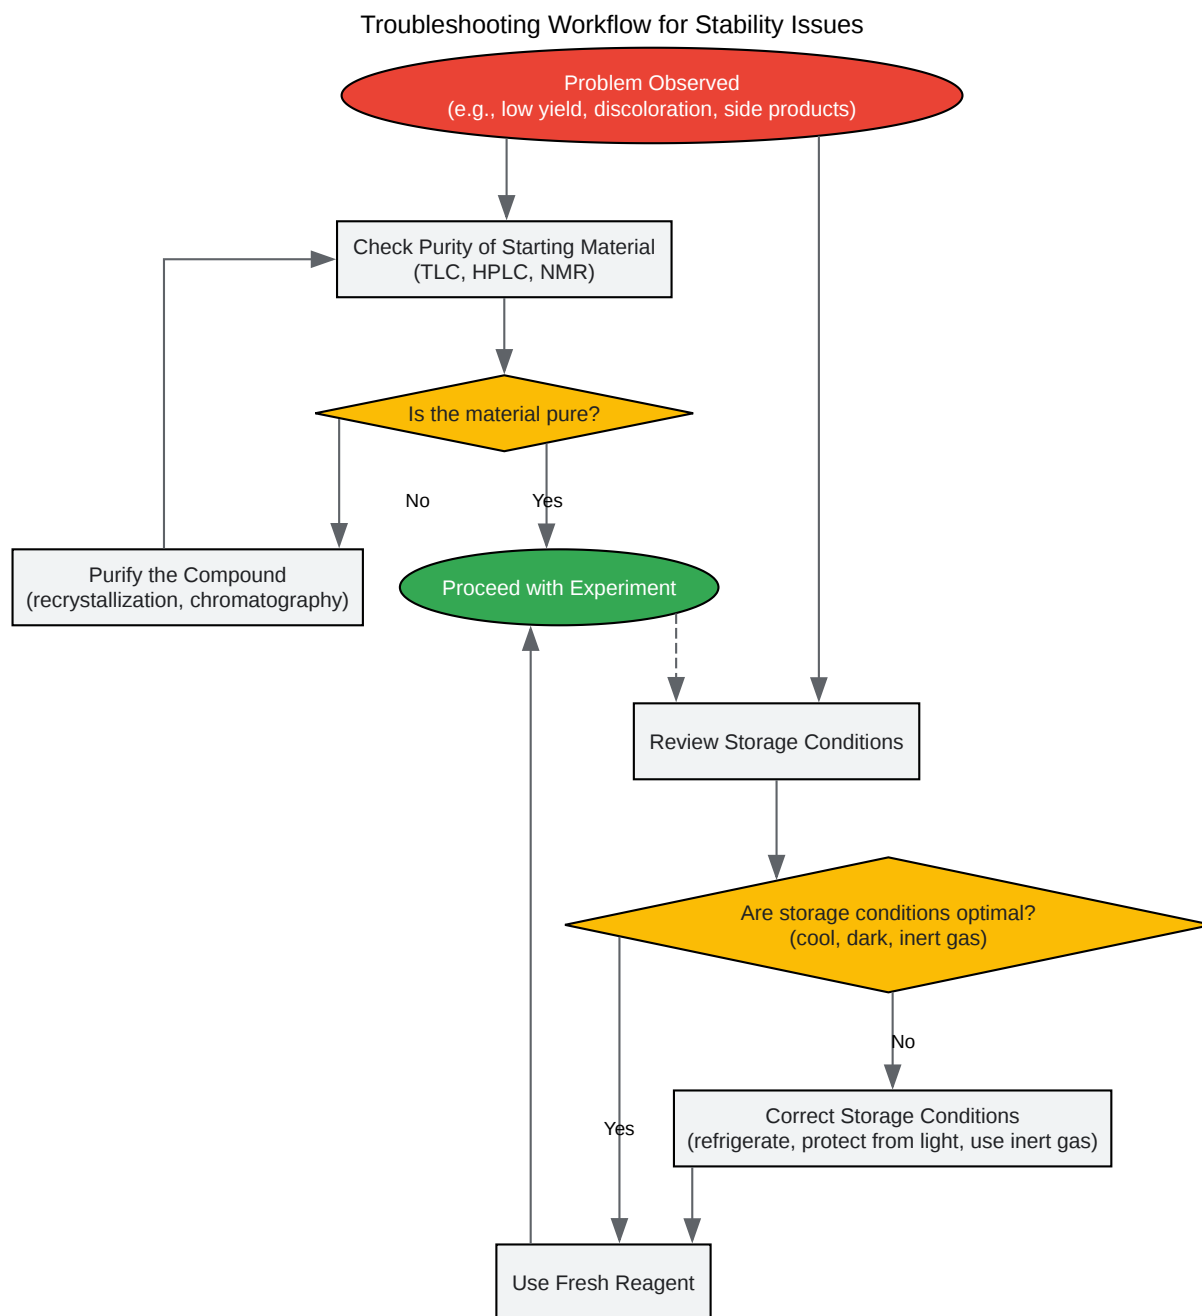 Troubleshooting Workflow for Stability Issues
Problem Observed
(e.g., low yield, discoloration, side products)
Check Purity of Starting Material
(TLC, HPLC, NMR)
Is the material pure?
No
Yes
Purify the Compound
(recrystallization, chromatography)
Proceed with Experiment
Review Storage Conditions
Are storage conditions optimal?
(cool, dark, inert gas)
No
Correct Storage Conditions
(refrigerate, protect from light, use inert gas)
Yes
Use Fresh Reagent